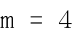 m = 4